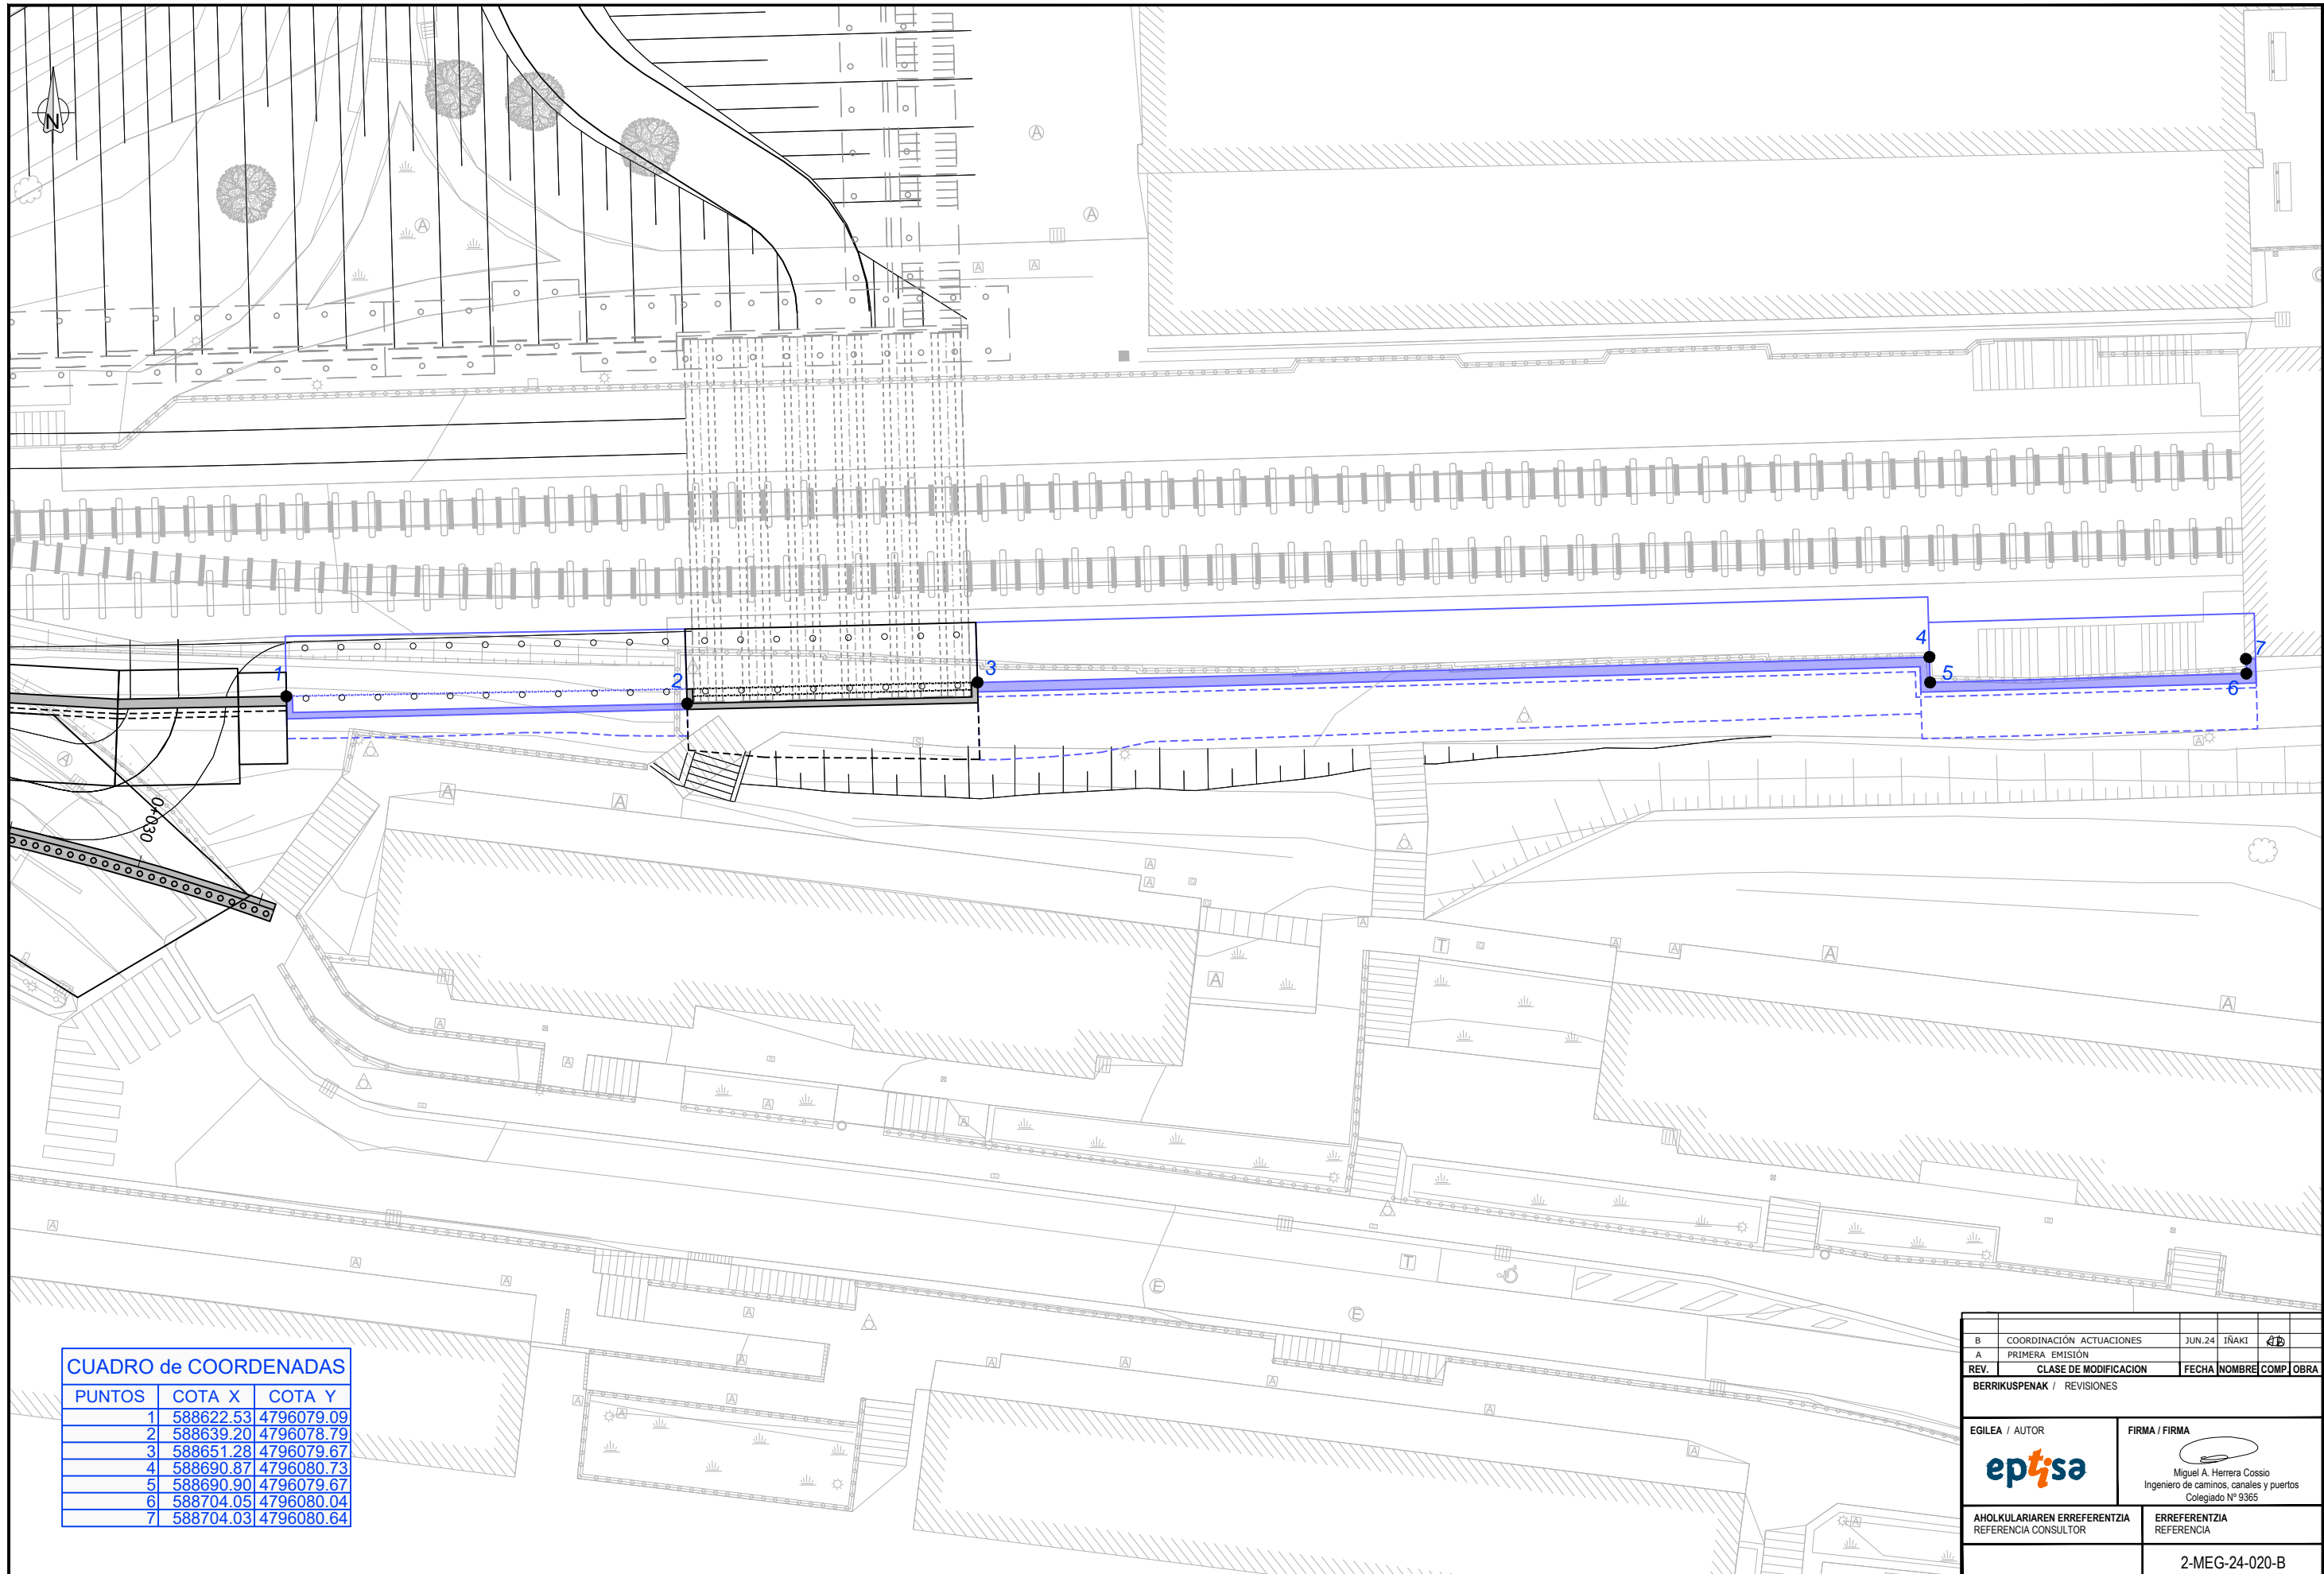 N
1
2
3
4
5
6
7
0+030
A
A
A
A
A
A
A
T
A
A
T
E
E
CUADRO de COORDENADAS
PUNTOS COTA X COTA Y
1 588622.53 4796079.09
2 588639.20 4796078.79
3 588651.28 4796079.67
4 588690.87 4796080.73
5 588690.90 4796079.67
6 588704.05 4796080.04
7 588704.03 4796080.64
B COORDINACIÓN ACTUACIONES JUN.24 IÑAKI
A PRIMERA EMISIÓN
REV. CLASE DE MODIFICACION FECHA NOMBRE COMP. OBRA
BERRIKUSPENAK / REVISIONES
EGILEA / AUTOR
eptisa
FIRMA / FIRMA
Miguel A. Herrera Cossio
Ingeniero de caminos, canales y puertos
Colegiado Nº 9365
AHOLKULARIAREN ERREFERENTZIA
REFERENCIA CONSULTOR
ERREFERENTZIA
REFERENCIA
2-MEG-24-020-B